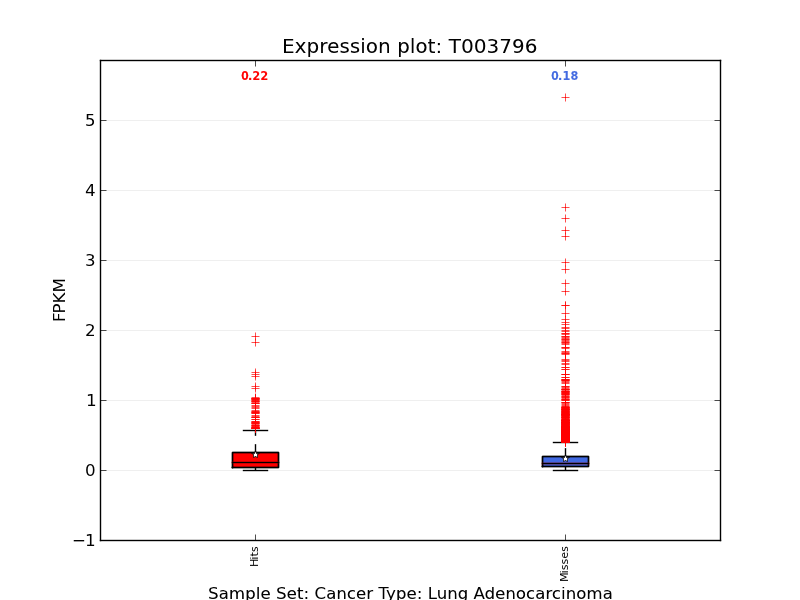 Expression plot: T003796
0.22
0.18
5
4
3
2
1
0
−1
FPKM
Hits
Misses
Sample Set: Cancer Type: Lung Adenocarcinoma